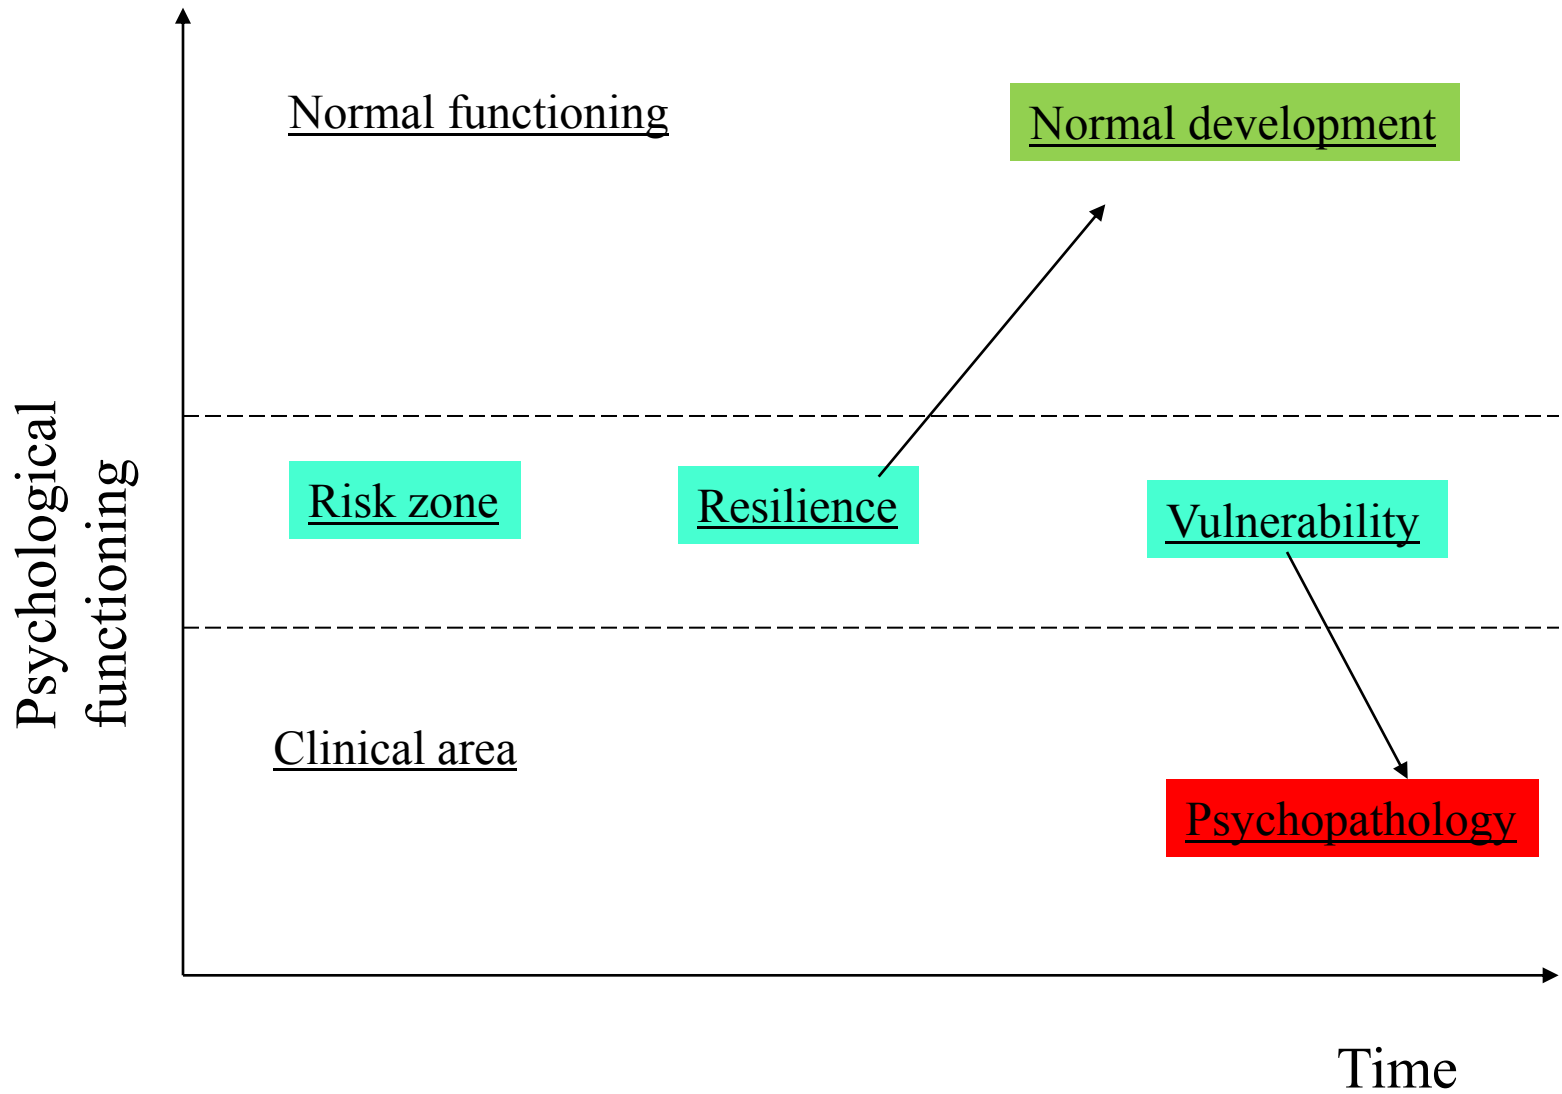 Normal functioning
Normal development
Psychological
functioning
Risk zone
Resilience
Vulnerability
Clinical area
Psychopathology
Time